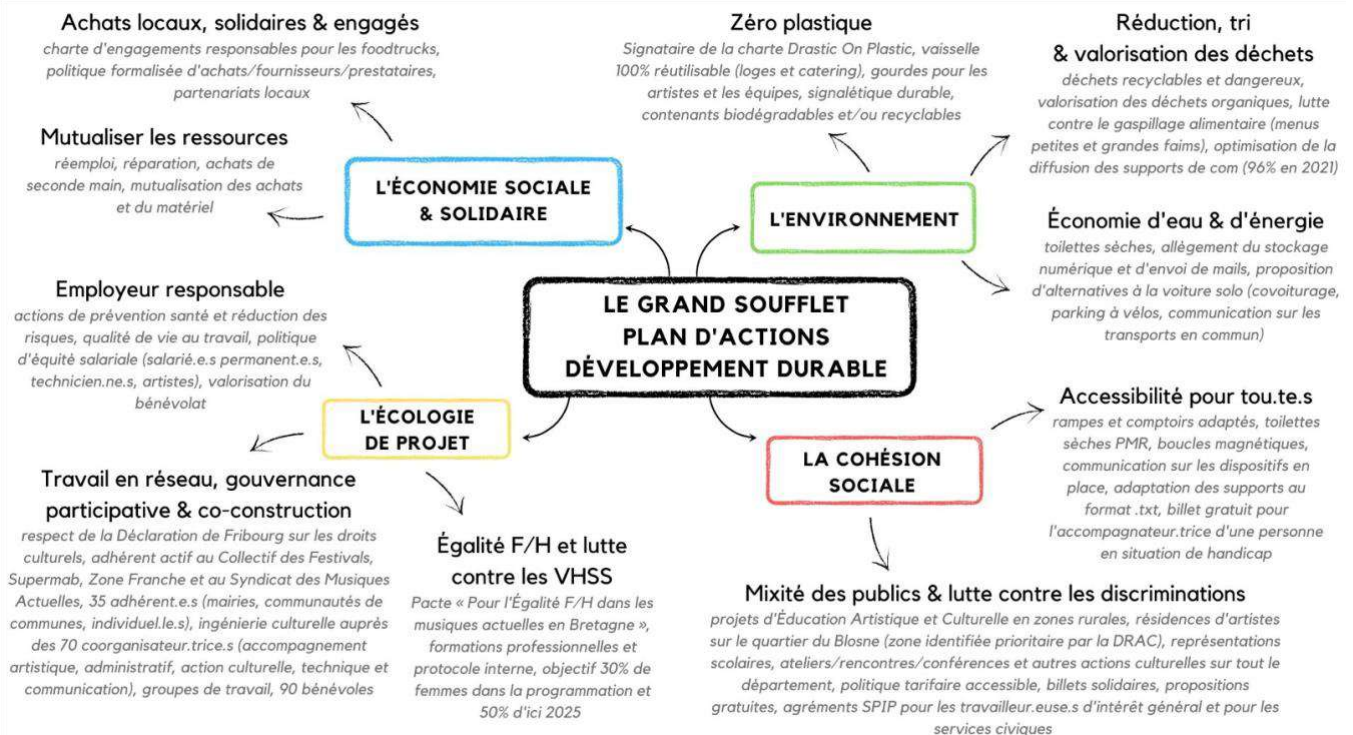 LE GRAND SOUFFLET
PLAN D'ACTIONS
DÉVELOPPEMENT DURABLE
L'ÉCONOMIE SOCIALE
& SOLIDAIRE
Achats locaux, solidaires & engagés
charte d'engagements responsables pour les foodtrucks,
politique formalisée d'achats/fournisseurs/prestataires,
partenariats locaux
Mutualiser les ressources
réemploi, réparation, achats de
seconde main, mutualisation des achats
et du matériel
L'ENVIRONNEMENT
Zéro plastique
Signataire de la charte Drastic On Plastic, vaisselle
100% réutilisable (loges et catering), gourdes pour les
artistes et les équipes, signalétique durable,
contenants biodégradables et/ou recyclables
Réduction, tri
& valorisation des déchets
déchets recyclables et dangereux,
valorisation des déchets organiques, lutte
contre le gaspillage alimentaire (menus
petites et grandes faims), optimisation de la
diffusion des supports de com (96% en 2021)
Économie d'eau & d'énergie
toilettes sèches, allègement du stockage
numérique et d'envoi de mails, proposition
d'alternatives à la voiture solo (covoiturage,
parking à vélos, communication sur les
transports en commun)
L'ÉCOLOGIE
DE PROJET
Employeur responsable
actions de prévention santé et réduction des
risques, qualité de vie au travail, politique
d'équité salariale (salarié.e.s permanent.e.s,
technicien.ne.s, artistes), valorisation du
bénévolat
Travail en réseau, gouvernance
participative & co-construction
respect de la Déclaration de Fribourg sur les droits
culturels, adhérent actif au Collectif des Festivals,
Supermab, Zone Franche et au Syndicat des Musiques
Actuelles, 35 adhérent.e.s (mairies, communautés de
communes, individuel.le.s), ingénierie culturelle auprès
des 70 coorganisateur.trice.s (accompagnement
artistique, administratif, action culturelle, technique et
communication), groupes de travail, 90 bénévoles
Égalité F/H et lutte
contre les VHSS
Pacte « Pour l'Égalité F/H dans les
musiques actuelles en Bretagne »,
formations professionnelles et
protocole interne, objectif 30% de
femmes dans la programmation et
50% d'ici 2025
LA COHÉSION
SOCIALE
Accessibilité pour tou.te.s
rampes et comptoirs adaptés, toilettes
sèches PMR, boucles magnétiques,
communication sur les dispositifs en
place, adaptation des supports au
format .txt, billet gratuit pour
l'accompagnateur.trice d'une personne
en situation de handicap
Mixité des publics & lutte contre les discriminations
projets d'Éducation Artistique et Culturelle en zones rurales, résidences d'artistes
sur le quartier du Blosne (zone identifiée prioritaire par la DRAC), représentations
scolaires, ateliers/rencontres/conférences et autres actions culturelles sur tout le
département, politique tarifaire accessible, billets solidaires, propositions
gratuites, agréments SPIP pour les travailleur.euse.s d'intérêt général et pour les
services civiques